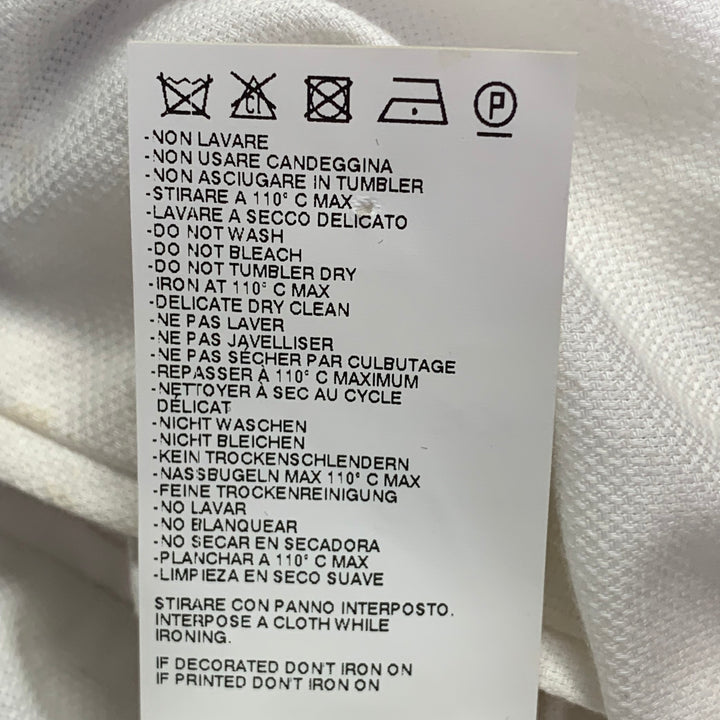 CL
P
-NON LAVARE
-NON USARE CANDEGGINA
-NON ASCIUGARE IN TUMBLER
-STIRARE A 110° C MAX
-LAVARE A SECCO DELICATO
-DO NOT WASH
-DO NOT BLEACH
-DO NOT TUMBLER DRY
-IRON AT 110° C MAX
-DELICATE DRY CLEAN
-NE PAS LAVER
-NE PAS JAVELLISER
-NE PAS SÉCHER PAR CULBUTAGE
-REPASSER À 110° C MAXIMUM
-NETTOYER À SEC AU CYCLE
DÉLICAT
-NICHT WASCHEN
-NICHT BLEICHEN
-KEIN TROCKENSCHLENDERN
-NASSBUGELN MAX 110° C MAX
-FEINE TROCKENREINIGUNG
-NO LAVAR
-NO BLANQUEAR
-NO SECAR EN SECADORA
-PLANCHAR A 110° C MAX
-LIMPIEZA EN SECO SUAVE
STIRARE CON PANNO INTERPOSTO.
INTERPOSE A CLOTH WHILE
IRONING.
IF DECORATED DON'T IRON ON
IF PRINTED DON'T IRON ON